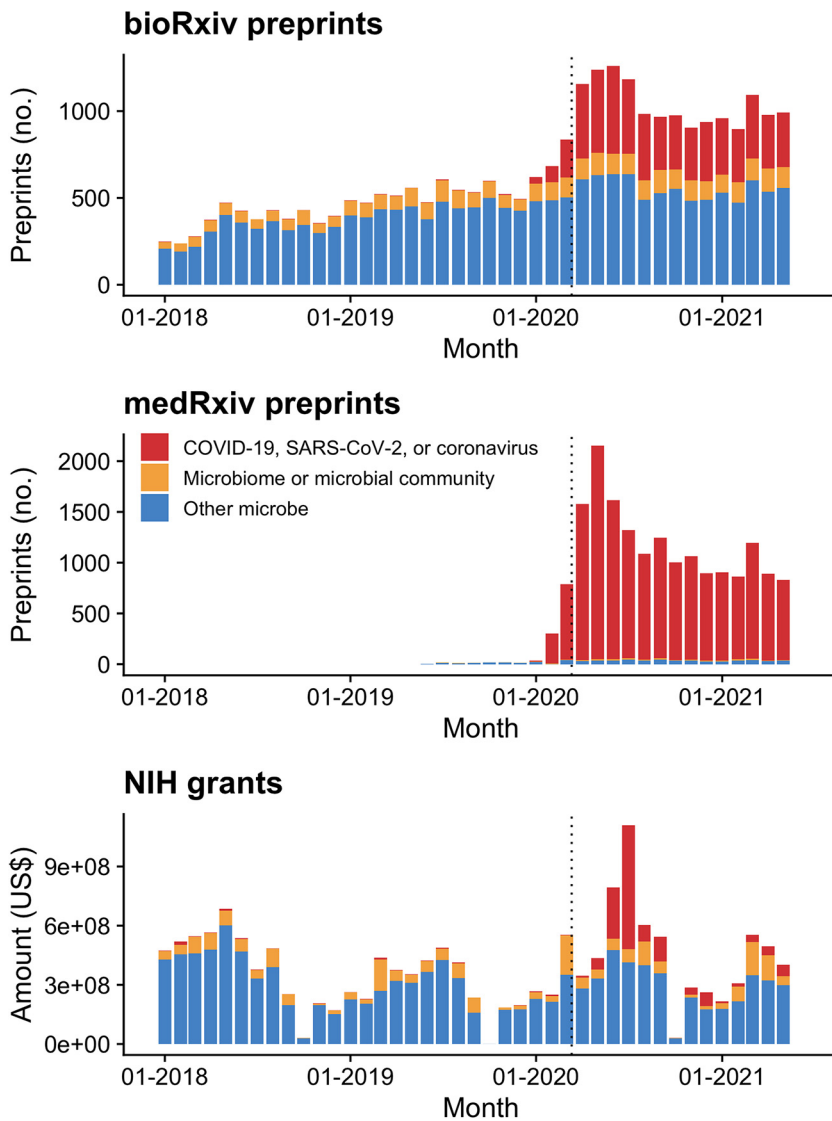 bioRxiv preprints
Preprints (no.)
1000
500
0
01-2018 01-2019 01-2020 01-2021
Month
medRxiv preprints
Preprints (no.)
2000
1500
1000
500
0
COVID-19, SARS-CoV-2, or coronavirus
Microbiome or microbial community
Other microbe
01-2018 01-2019 01-2020 01-2021
Month
NIH grants
Amount (US$)
9e+08
6e+08
3e+08
0e+00
01-2018 01-2019 01-2020 01-2021
Month